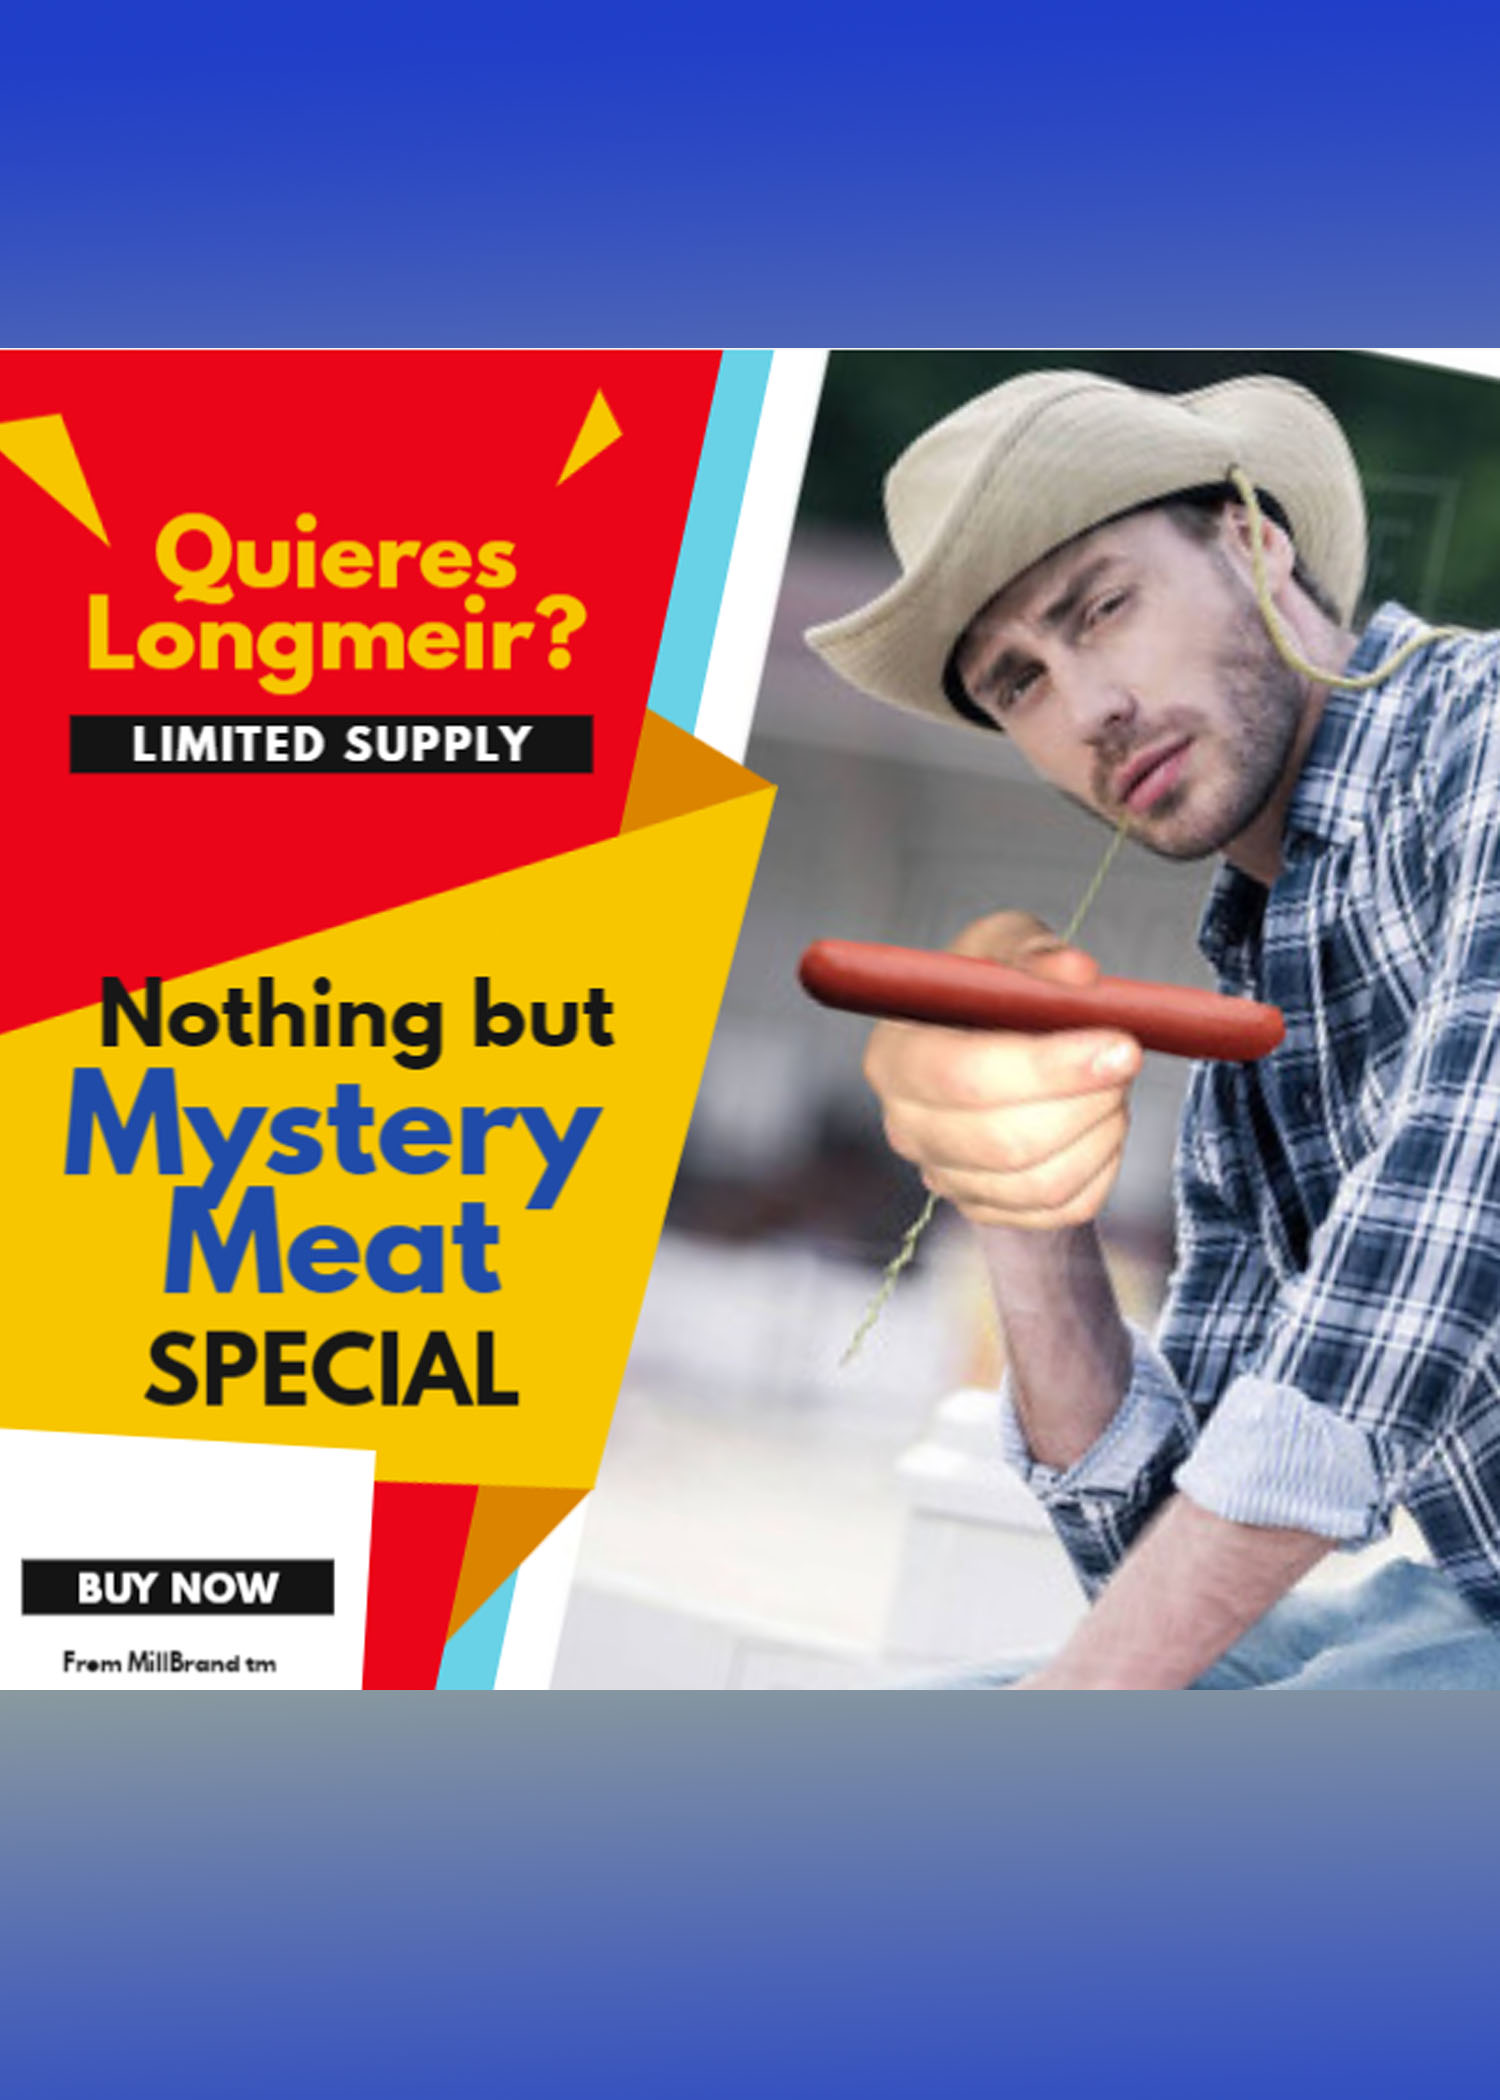 Quieres
Longmeir?
LIMITED SUPPLY
Nothing but
Mystery
Meat
SPECIAL
BUY NOW
From MillBrand tm